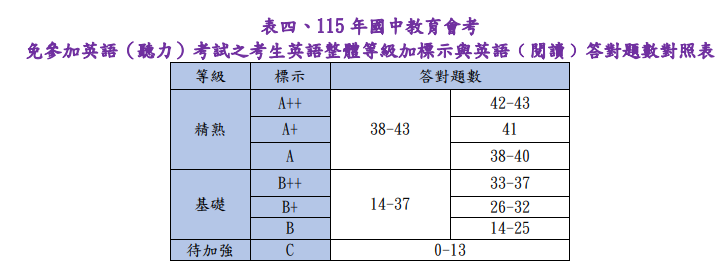 表四、115 年國中教育會考
免參加英語（聽力）考試之考生英語整體等級加標示與英語（閱讀）答對題數對照表
等級 標示 答對題數
精熟 A++ 38-43 42-43
A+ 41
A 38-40
基礎 B++ 14-37 33-37
B+ 26-32
B 14-25
待加強 C 0-13